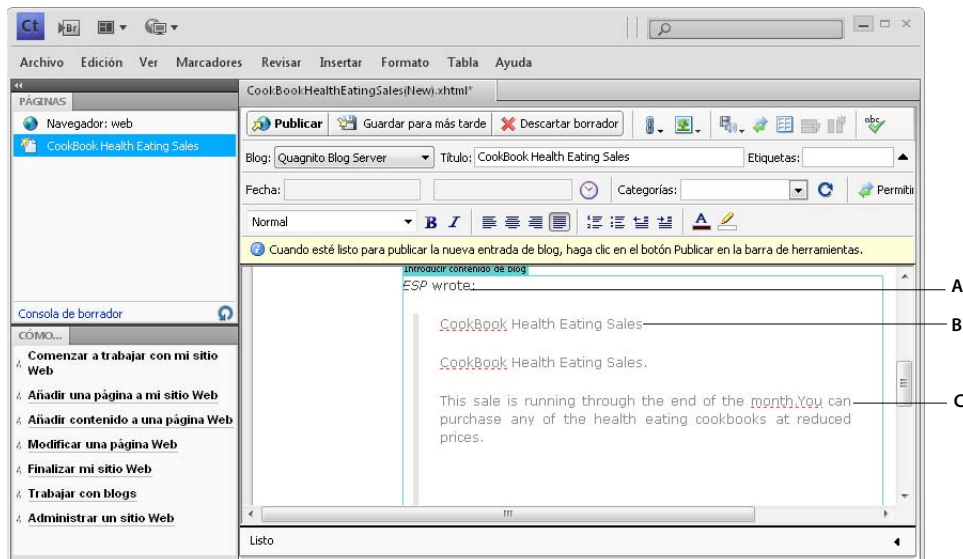 Ct Br
Archivo Edición Ver Marcadores Revisar Insertar Formato Tabla Ayuda
PÁGINAS
Navegador: web
CookBook Health Eating Sales
Consola de borrador
CÓMO...
Comenzar a trabajar con mi sitio
Web
Añadir una página a mi sitio Web
Añadir contenido a una página Web
Modificar una página Web
Finalizar mi sitio Web
Trabajar con blogs
Administrar un sitio Web
CookBookHealthEatingSales(New).xhtml*
Publicar Guardar para más tarde Descartar borrador abc
Blog: Quagnito Blog Server Título: CookBook Health Eating Sales Etiquetas:
Fecha: Categorías: Permitir
Normal B I A
Cuando esté listo para publicar la nueva entrada de blog, haga clic en el botón Publicar en la barra de herramientas.
Introducir contenido de blog
ESP wrote: A
CookBook Health Eating Sales B
CookBook Health Eating Sales.
This sale is running through the end of the month.You can C
purchase any of the health eating cookbooks at reduced
prices.
Listo